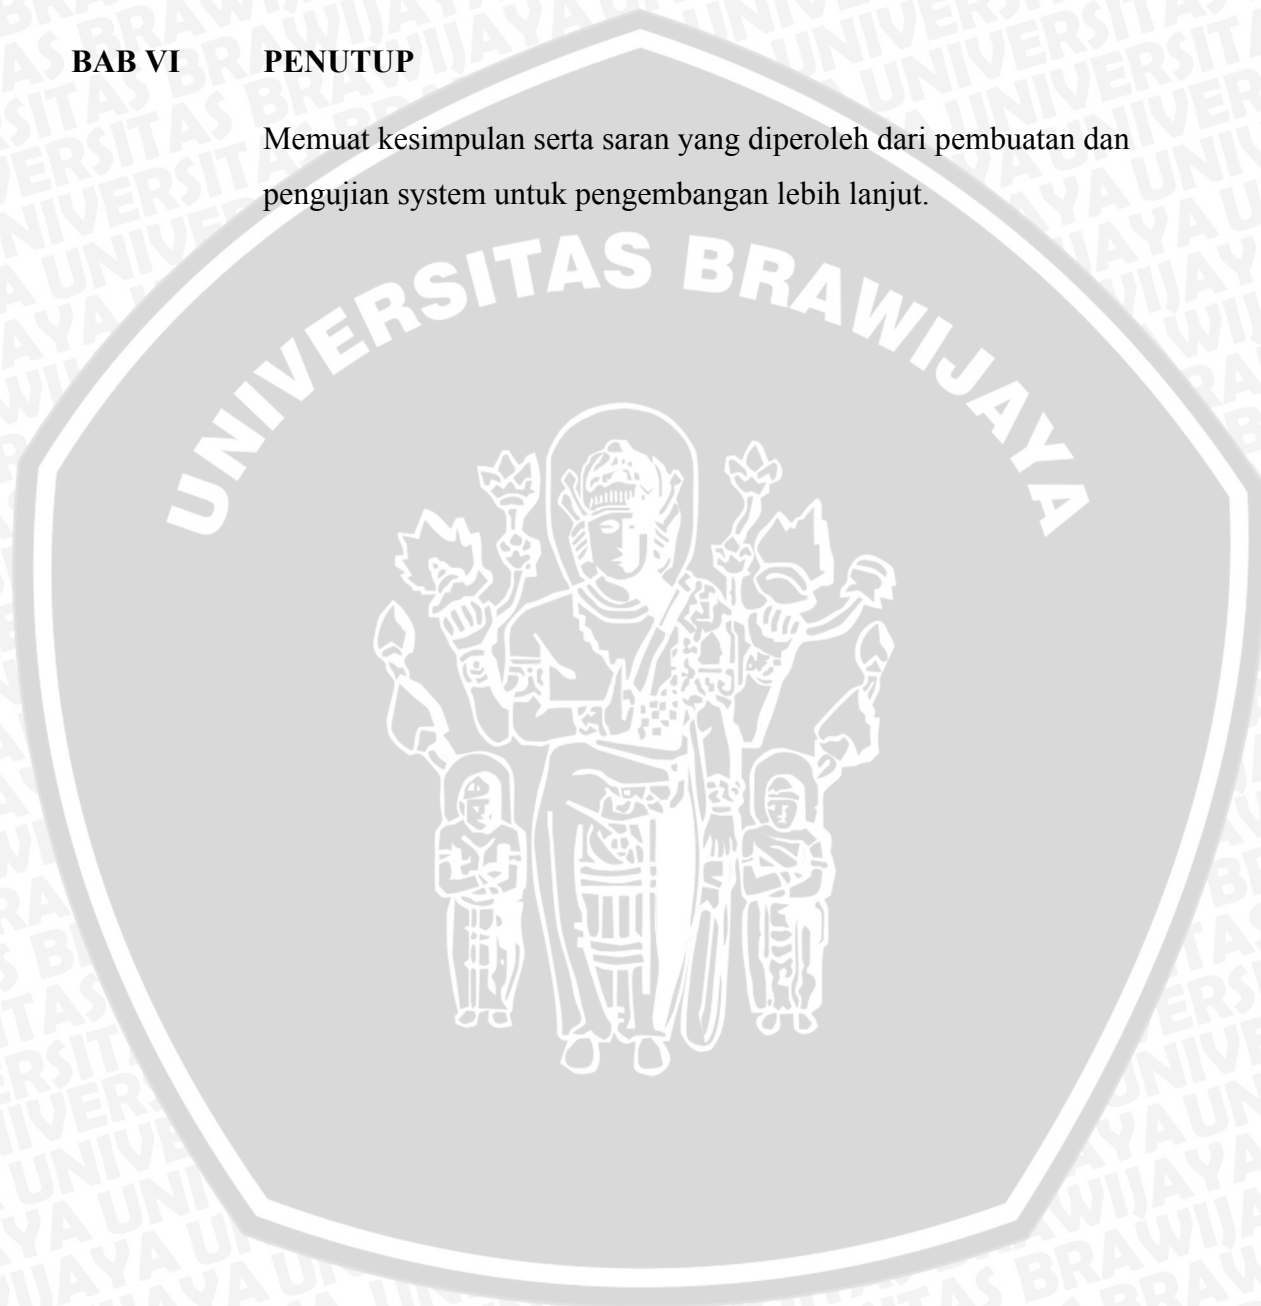 BAB VI PENUTUP
Memuat kesimpulan serta saran yang diperoleh dari pembuatan dan
pengujian system untuk pengembangan lebih lanjut.
UNIVERSITAS BRAWIJAYA